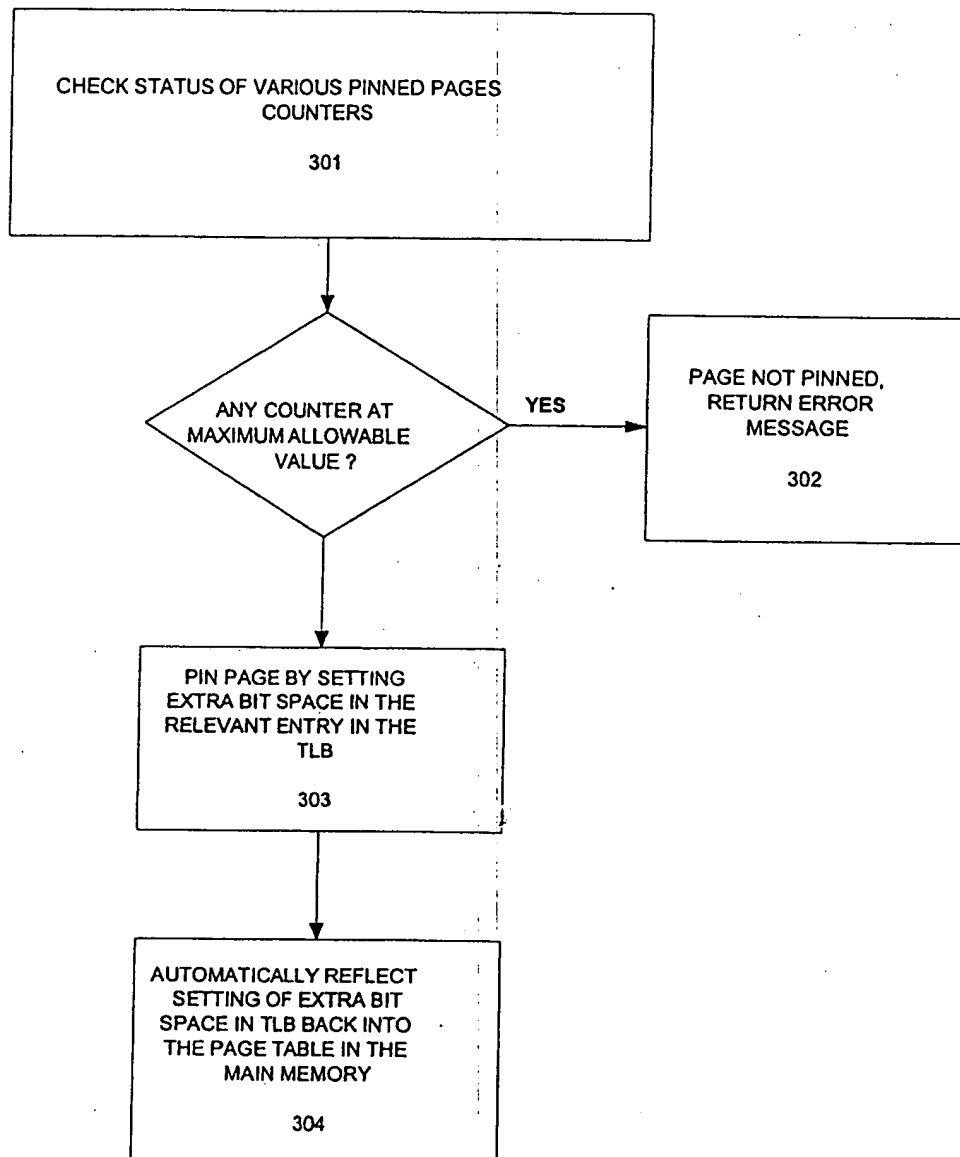 CHECK STATUS OF VARIOUS PINNED PAGES
COUNTERS
301
ANY COUNTER AT
MAXIMUM ALLOWABLE
VALUE ?
YES
PAGE NOT PINNED,
RETURN ERROR
MESSAGE
302
PIN PAGE BY SETTING
EXTRA BIT SPACE IN THE
RELEVANT ENTRY IN THE
TLB
303
AUTOMATICALLY REFLECT
SETTING OF EXTRA BIT
SPACE IN TLB BACK INTO
THE PAGE TABLE IN THE
MAIN MEMORY
304